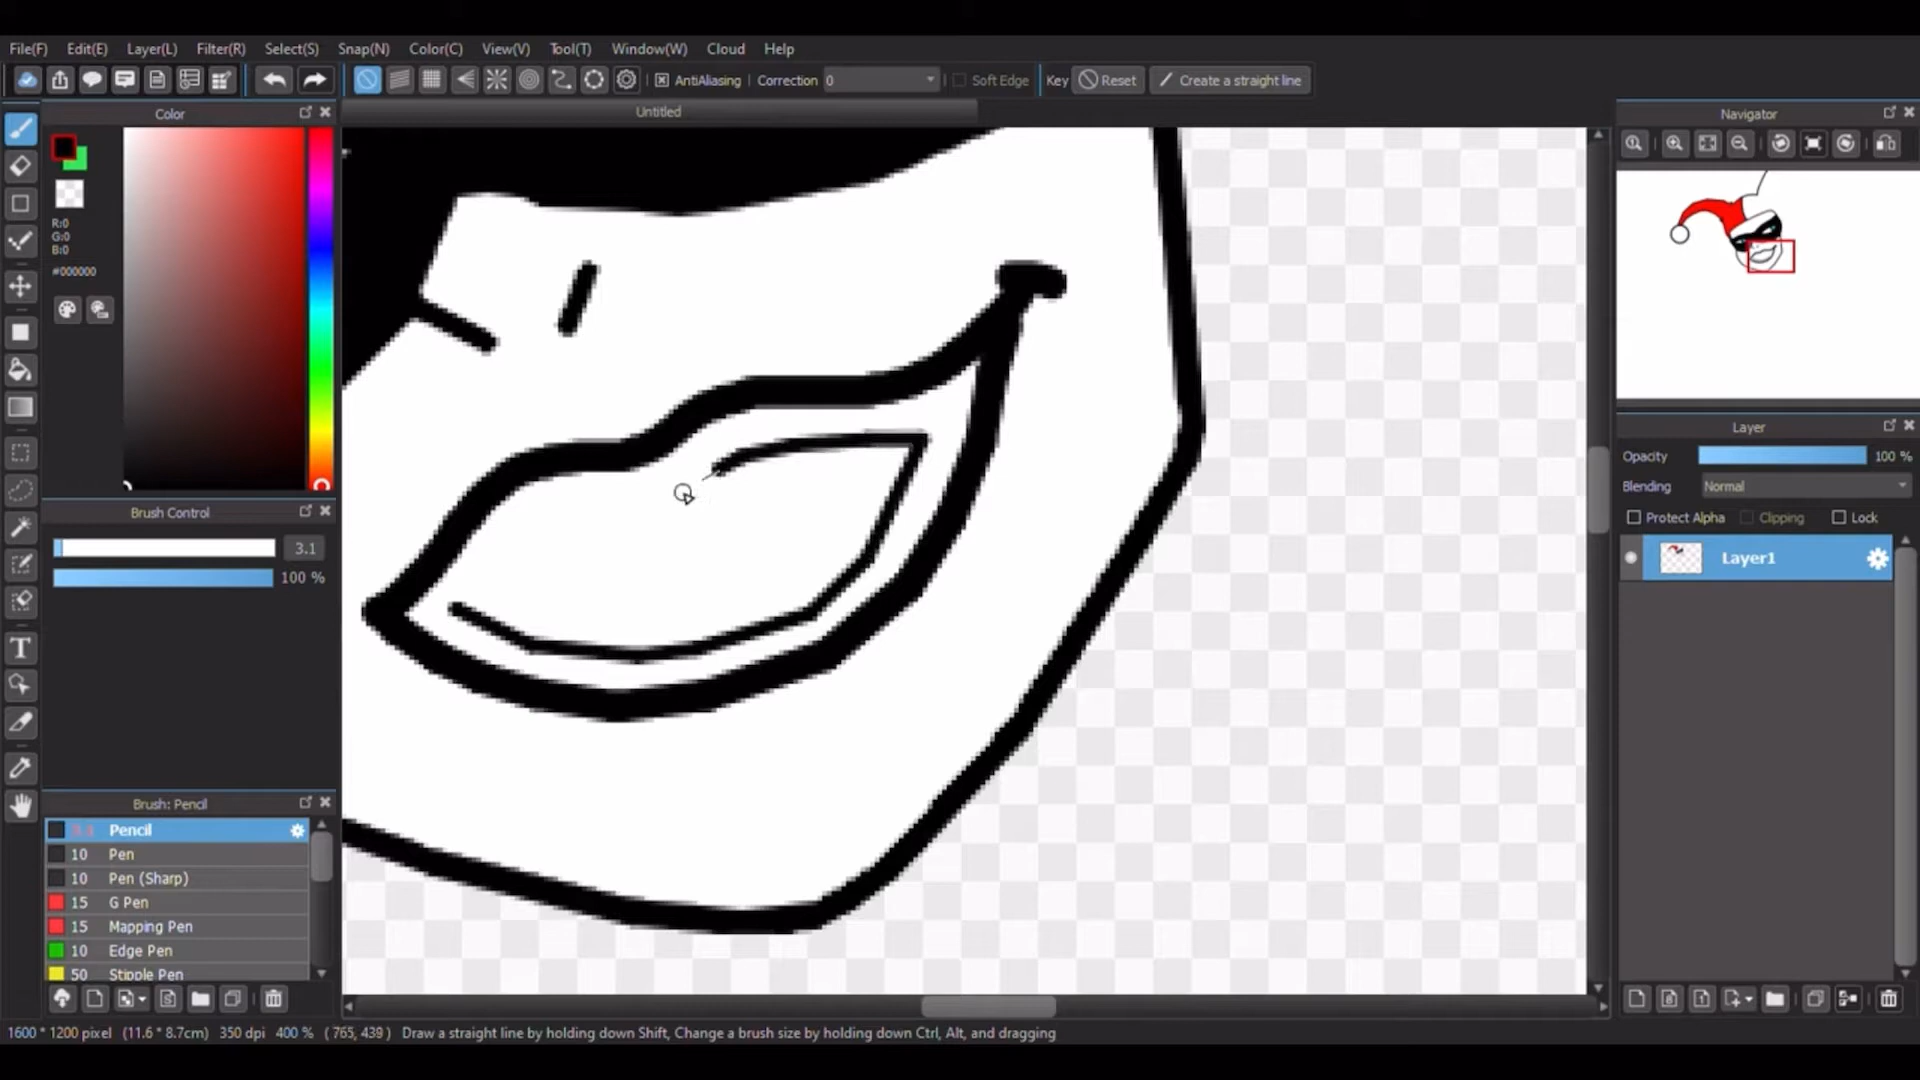 File(F) Edit(E) Layer(L) Filter(R) Select(S) Snap(N) Color(C) View(V) Tool(T) Window(W) Cloud Help
AntiAliasing Correction 0 Soft Edge Key Reset Create a straight line
Color
Untitled
Navigator
R:0
G:0
B:0
#000000
Layer
Opacity 100 %
Blending Normal
Protect Alpha Clipping Lock
Layer1
Brush Control
3.1
100 %
Brush: Pencil
3.1 Pencil
10 Pen
10 Pen (Sharp)
15 G Pen
15 Mapping Pen
10 Edge Pen
50 Stipple Pen
1600 * 1200 pixel (11.6 * 8.7cm) 350 dpi 400 % ( 765, 439 ) Draw a straight line by holding down Shift, Change a brush size by holding down Ctrl, Alt, and dragging